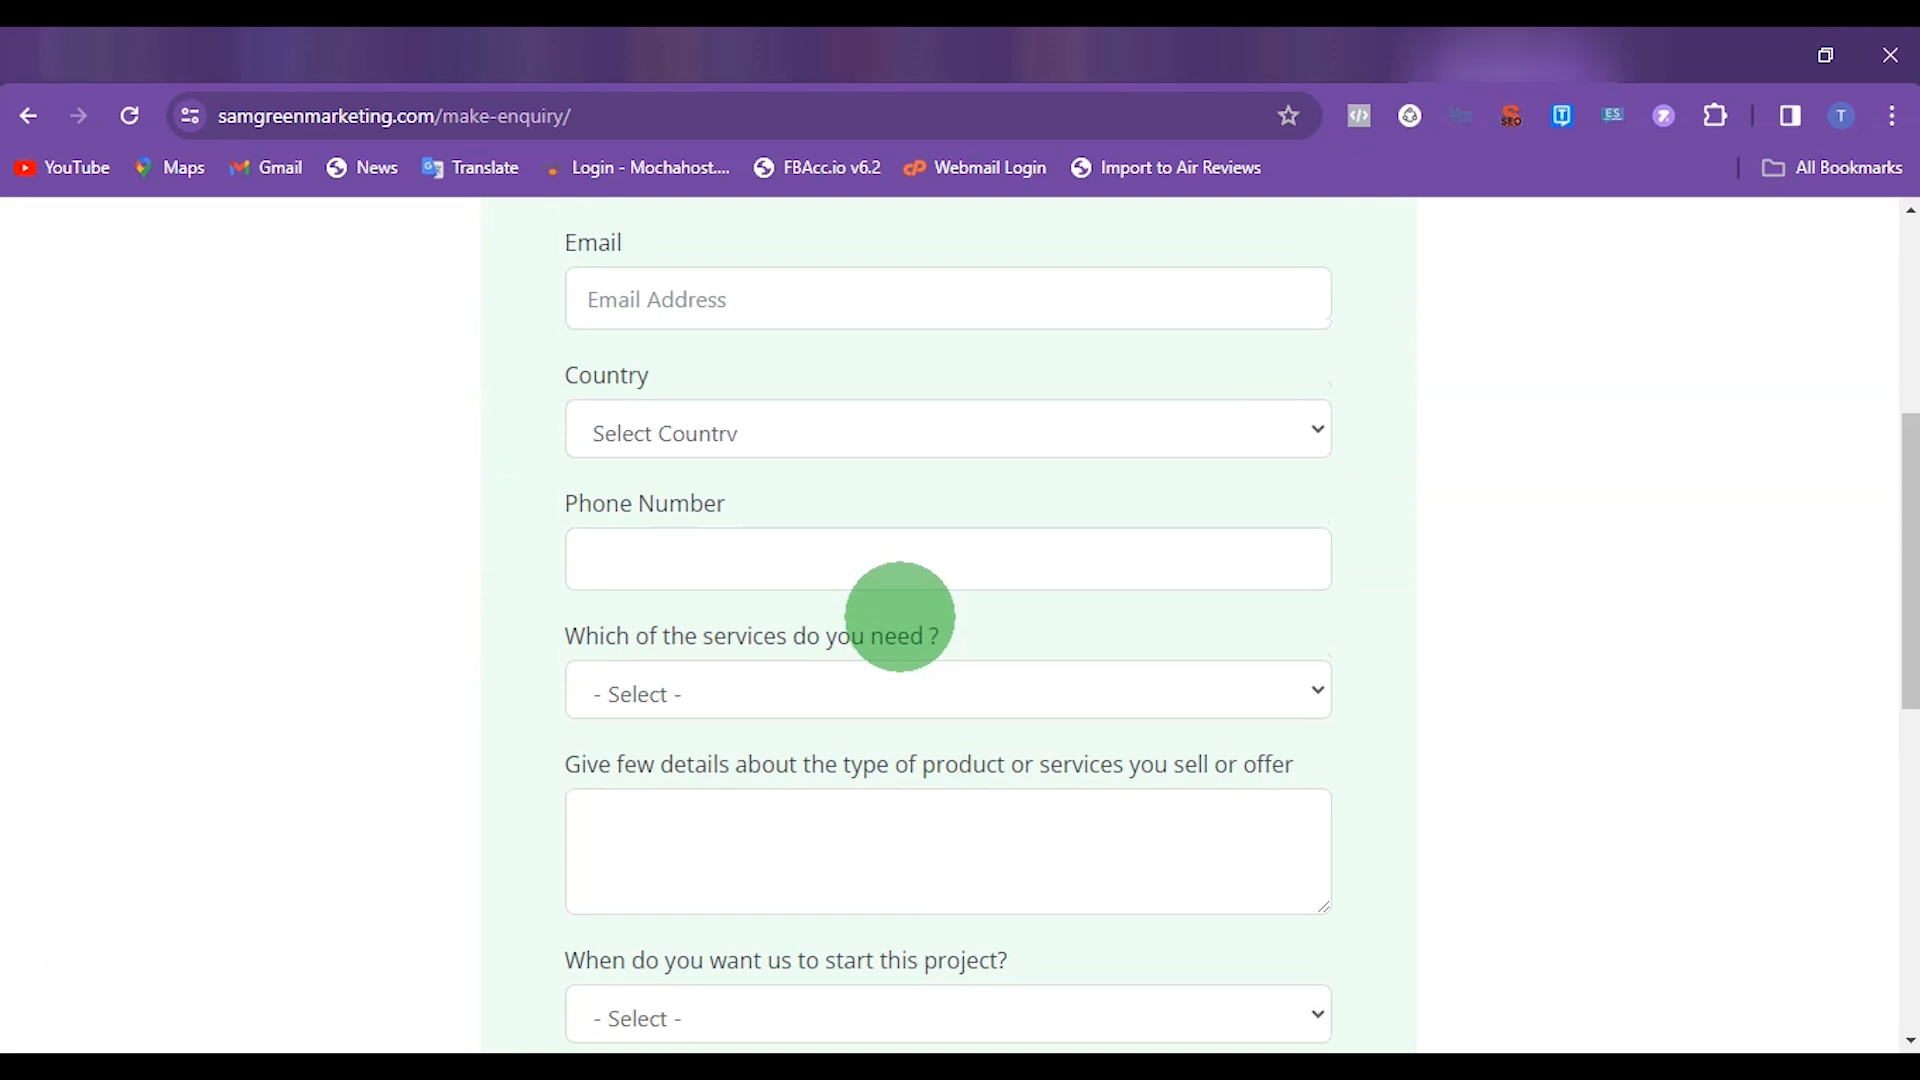 samgreenmarketing.com/make-enquiry/
SEO
T
ES
T
YouTube
Maps
Gmail
News
Translate
Login - Mochahost....
FBAcc.io v6.2
cP
Webmail Login
Import to Air Reviews
All Bookmarks
Email
Email Address
Country
Select Country
Phone Number
Which of the services do you need ?
- Select -
Give few details about the type of product or services you sell or offer
When do you want us to start this project?
- Select -